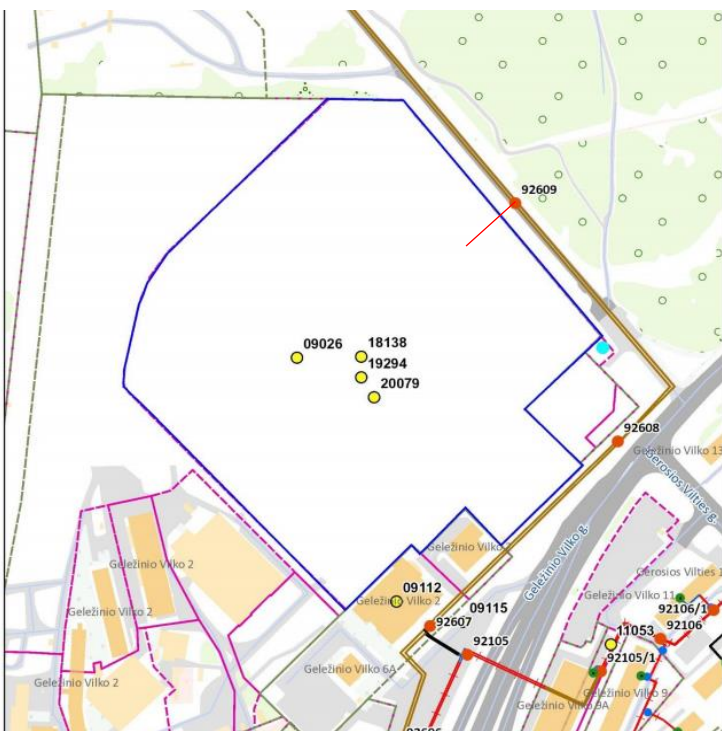 92609
09026
18138
19294
20079
92608
Geležinio Vilko 13
Gerosios Vilties g.
Geležinio Vilko
Geležinio Vilko g.
Geležinio Vilko 2
Gerosios Vilties 1
Geležinio Vilko 2
09112
Geležinio Vilko 2
09115
Geležinio Vilko 11
92106/1
92607
92106
11053
92105
92105/1
Geležinio Vilko 6A
Geležinio Vilko 2
Geležinio Vilko 9
Geležinio Vilko 9A